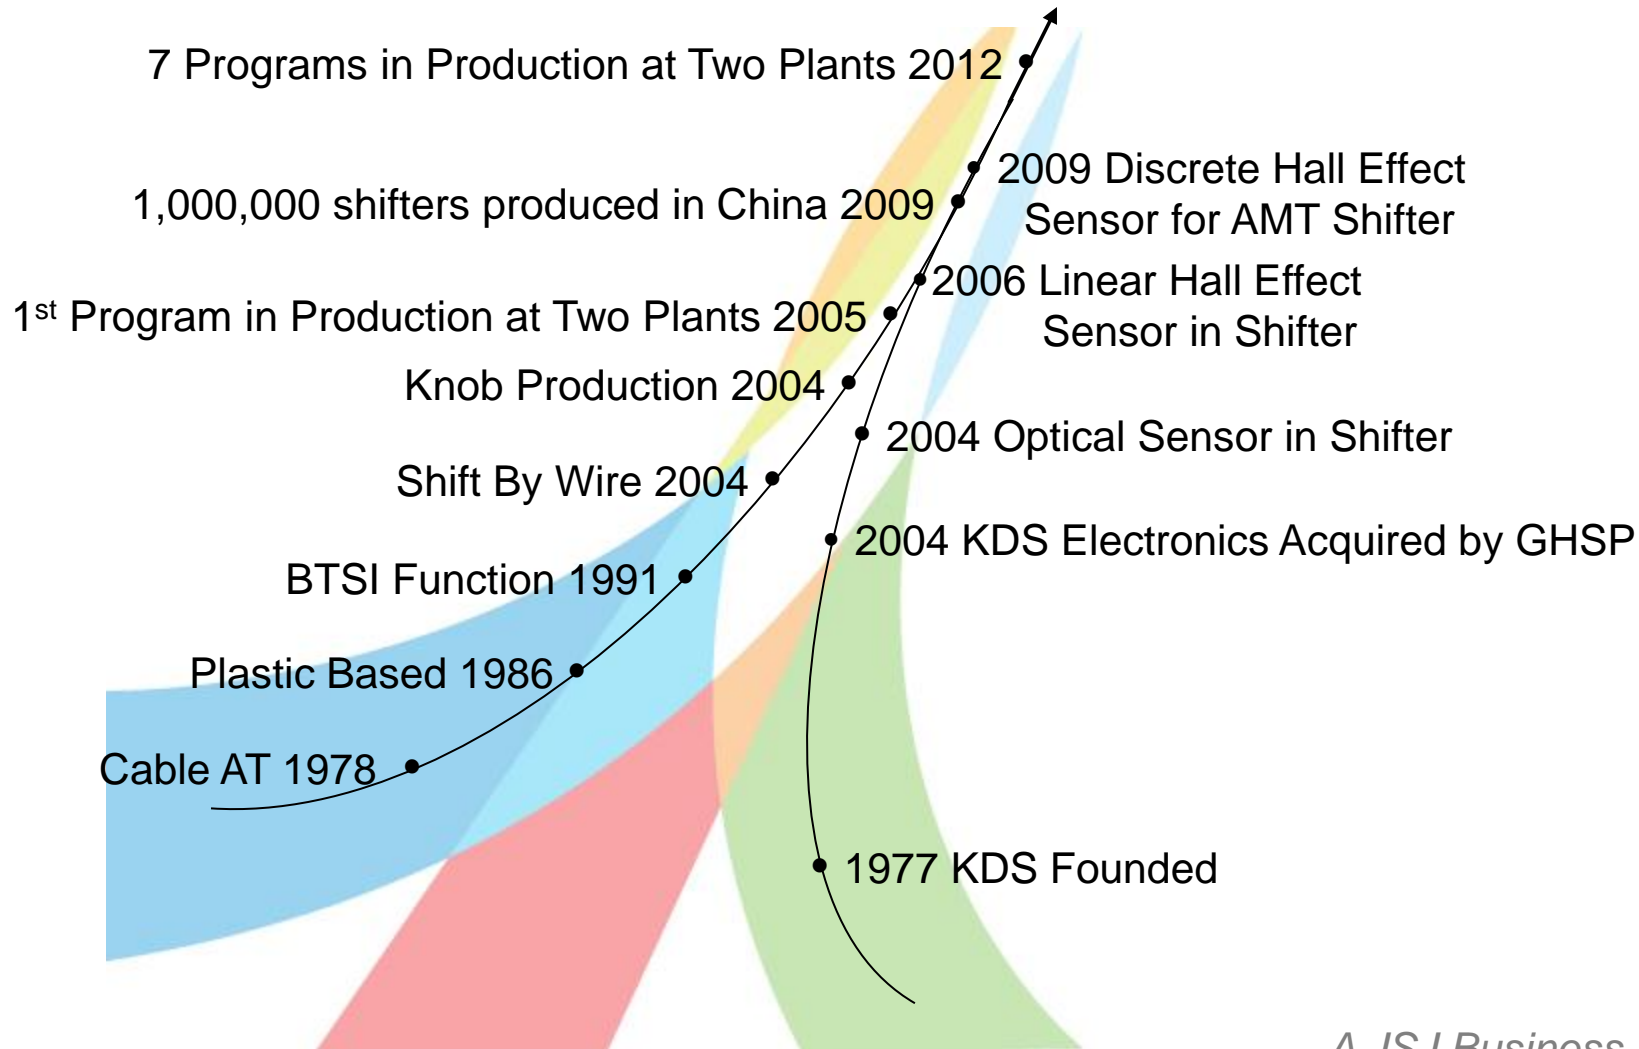 7 Programs in Production at Two Plants 2012
2009 Discrete Hall Effect
Sensor for AMT Shifter
1,000,000 shifters produced in China 2009
2006 Linear Hall Effect
Sensor in Shifter
1st Program in Production at Two Plants 2005
Knob Production 2004
2004 Optical Sensor in Shifter
Shift By Wire 2004
2004 KDS Electronics Acquired by GHSP
BTSI Function 1991
Plastic Based 1986
Cable AT 1978
1977 KDS Founded
A JSJ Business